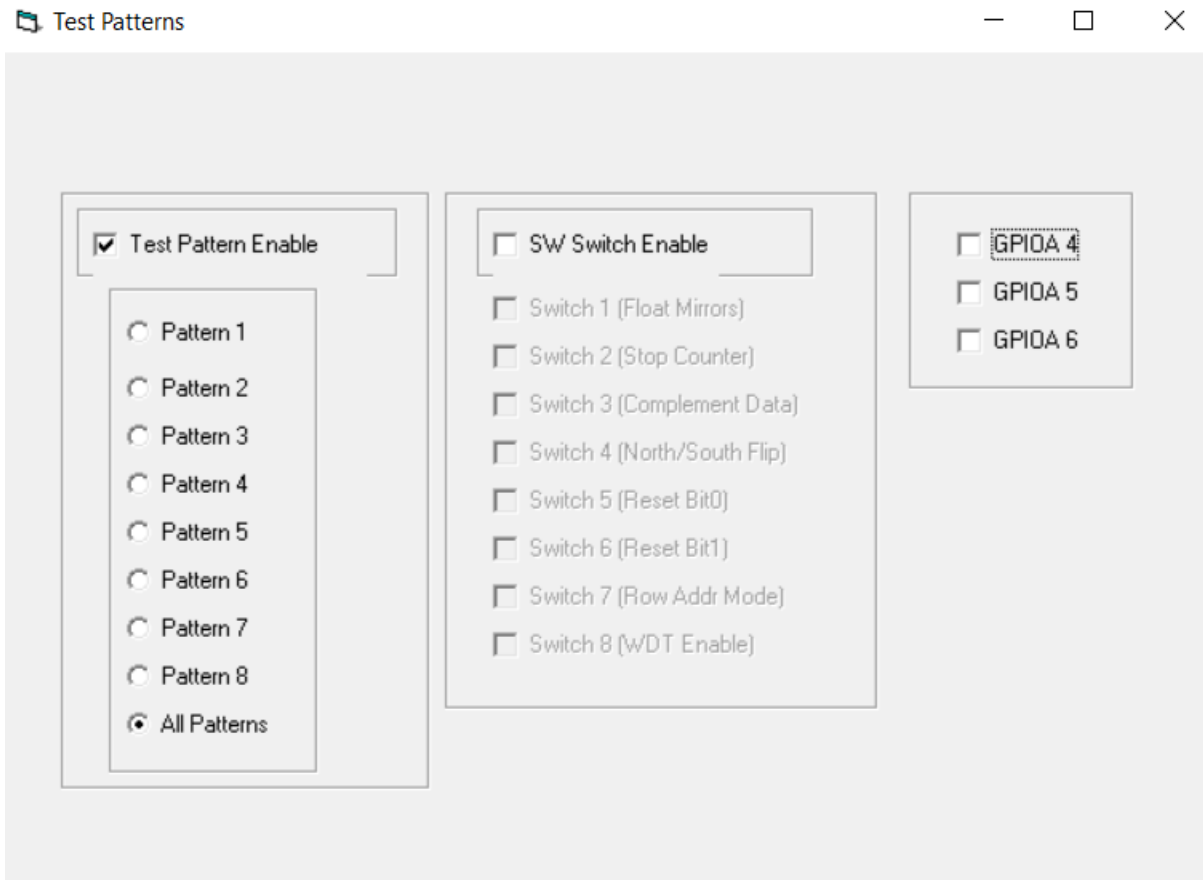 Test Patterns
Test Pattern Enable
Pattern 1
Pattern 2
Pattern 3
Pattern 4
Pattern 5
Pattern 6
Pattern 7
Pattern 8
All Patterns
SW Switch Enable
Switch 1 (Float Mirrors)
Switch 2 (Stop Counter)
Switch 3 (Complement Data)
Switch 4 (North/South Flip)
Switch 5 (Reset Bit0)
Switch 6 (Reset Bit1)
Switch 7 (Row Addr Mode)
Switch 8 (WDT Enable)
GPIOA 4
GPIOA 5
GPIOA 6